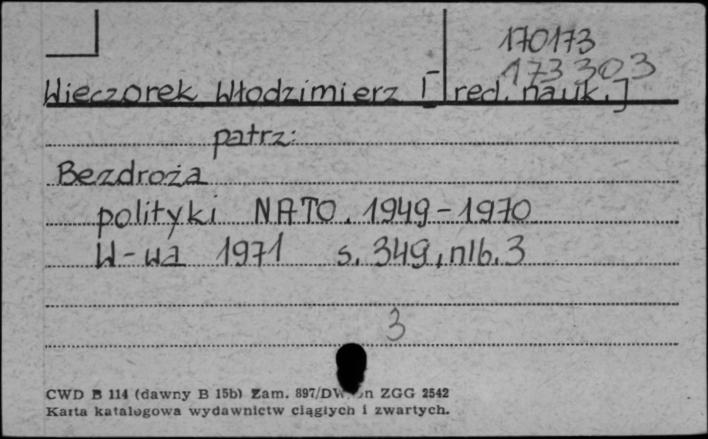 170173
173303
Wieczorek Włodzimierz [red. nauk.]
patrz:
Bezdroża
polityki NATO. 1949-1970
W-wa 1971 s. 349, nlb. 3
3
CWD B 114 (dawny B 15b) Zam. 897/DW ZGG 2542
Karta katalogowa wydawnictw ciągłych i zwartych.